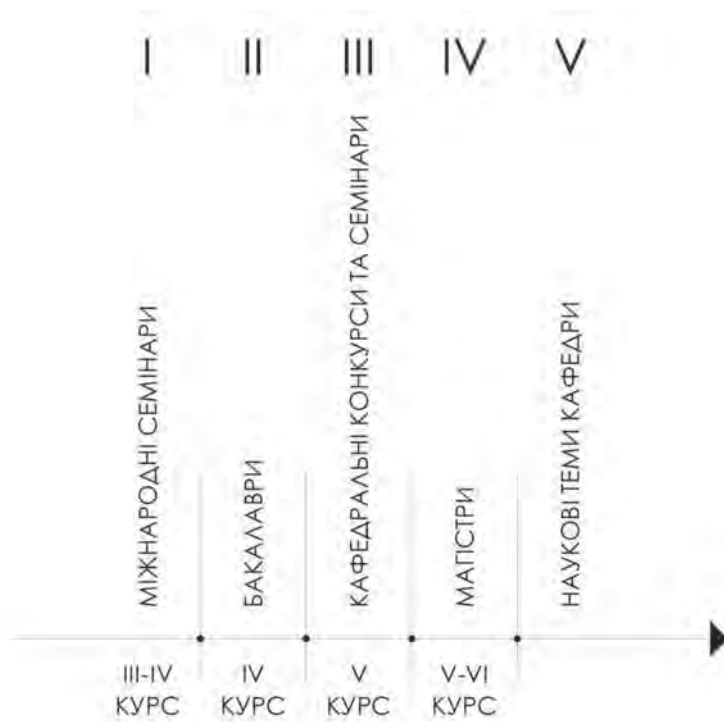 I II III IV V
МІЖНАРОДНІ СЕМІНАРИ
БАКАЛАВРИ
КАФЕДРАЛЬНІ КОНКУРСИ ТА СЕМІНАРИ
МАГІСТРИ
НАУКОВІ ТЕМИ КАФЕДРИ
III-IV IV V V-VI
КУРС КУРС КУРС КУРС